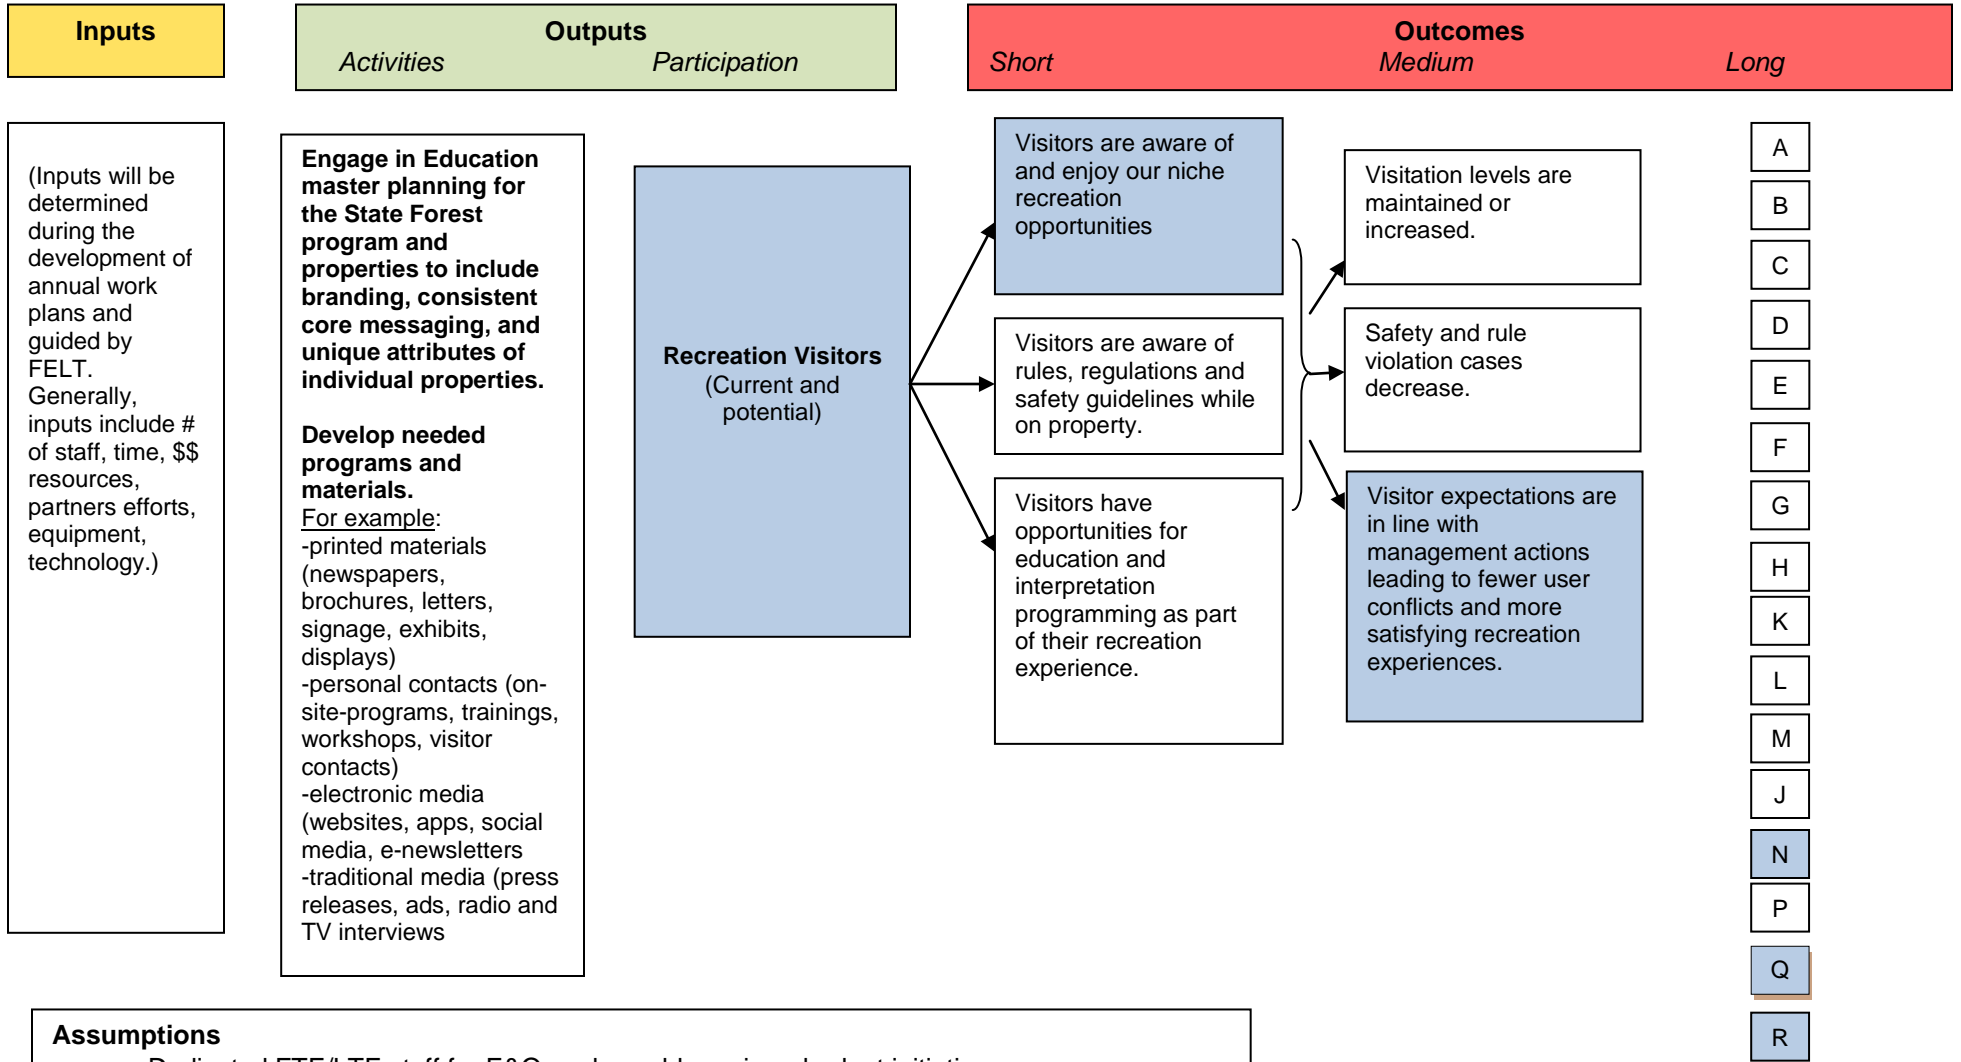 Inputs
Outputs
Activities Participation
Outcomes
Short Medium Long
(Inputs will be
determined
during the
development of
annual work
plans and
guided by
FELT.
Generally,
inputs include #
of staff, time, $$
resources,
partners efforts,
equipment,
technology.)
Engage in Education
master planning for
the State Forest
program and
properties to include
branding, consistent
core messaging, and
unique attributes of
individual properties.
Develop needed
programs and
materials.
For example:
-printed materials
(newspapers,
brochures, letters,
signage, exhibits,
displays)
-personal contacts (on-
site-programs, trainings,
workshops, visitor
contacts)
-electronic media
(websites, apps, social
media, e-newsletters
-traditional media (press
releases, ads, radio and
TV interviews
Recreation Visitors
(Current and
potential)
Visitors are aware of
and enjoy our niche
recreation
opportunities
Visitors are aware of
rules, regulations and
safety guidelines while
on property.
Visitors have
opportunities for
education and
interpretation
programming as part
of their recreation
experience.
Visitation levels are
maintained or
increased.
Safety and rule
violation cases
decrease.
Visitor expectations are
in line with
management actions
leading to fewer user
conflicts and more
satisfying recreation
experiences.
A
B
C
D
E
F
G
H
K
L
M
J
N
P
Q
R
Assumptions